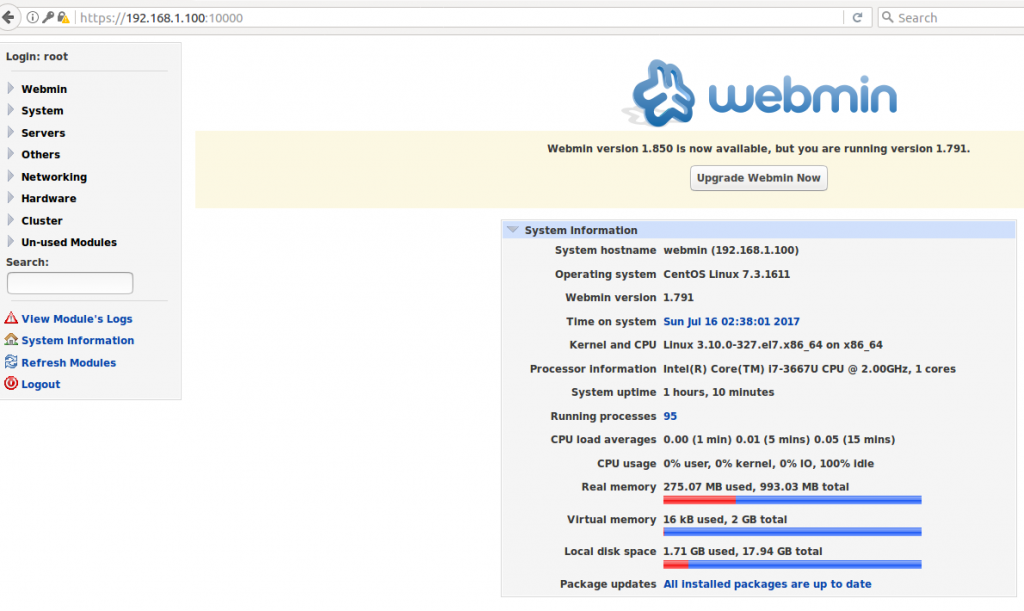 https://192.168.1.100:10000
Search
Login: root
Webmin
System
Servers
Others
Networking
Hardware
Cluster
Un-used Modules
Search:
View Module's Logs
System Information
Refresh Modules
Logout
webmin
Webmin version 1.850 is now available, but you are running version 1.791.
Upgrade Webmin Now
System Information
System hostname webmin (192.168.1.100)
Operating system CentOS Linux 7.3.1611
Webmin version 1.791
Time on system Sun Jul 16 02:38:01 2017
Kernel and CPU Linux 3.10.0-327.el7.x86_64 on x86_64
Processor information Intel(R) Core(TM) i7-3667U CPU @ 2.00GHz, 1 cores
System uptime 1 hours, 10 minutes
Running processes 95
CPU load averages 0.00 (1 min) 0.01 (5 mins) 0.05 (15 mins)
CPU usage 0% user, 0% kernel, 0% IO, 100% idle
Real memory 275.07 MB used, 993.03 MB total
Virtual memory 16 kB used, 2 GB total
Local disk space 1.71 GB used, 17.94 GB total
Package updates All installed packages are up to date